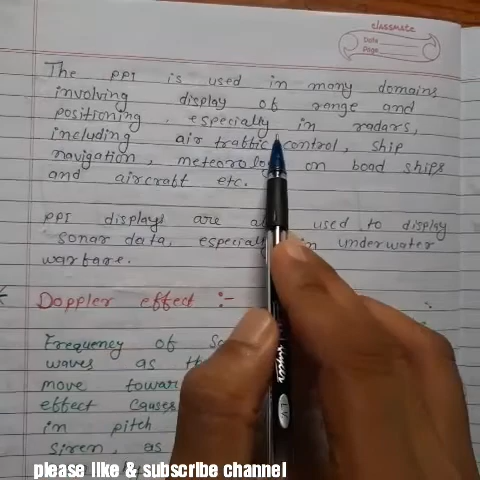 classmate
Date
Page
The PPI is used in many domains
involving display of range and
positioning, especially in radars,
including air traffic control, ship
navigation, meteorology on boad ships
and aircraft etc.
PPI displays are used to display
sonar data, especially in underwater
warfare.
Doppler effect :-
Frequency of
waves as
move
effect causes
in pitch
siren, as
please like & subscribe channel